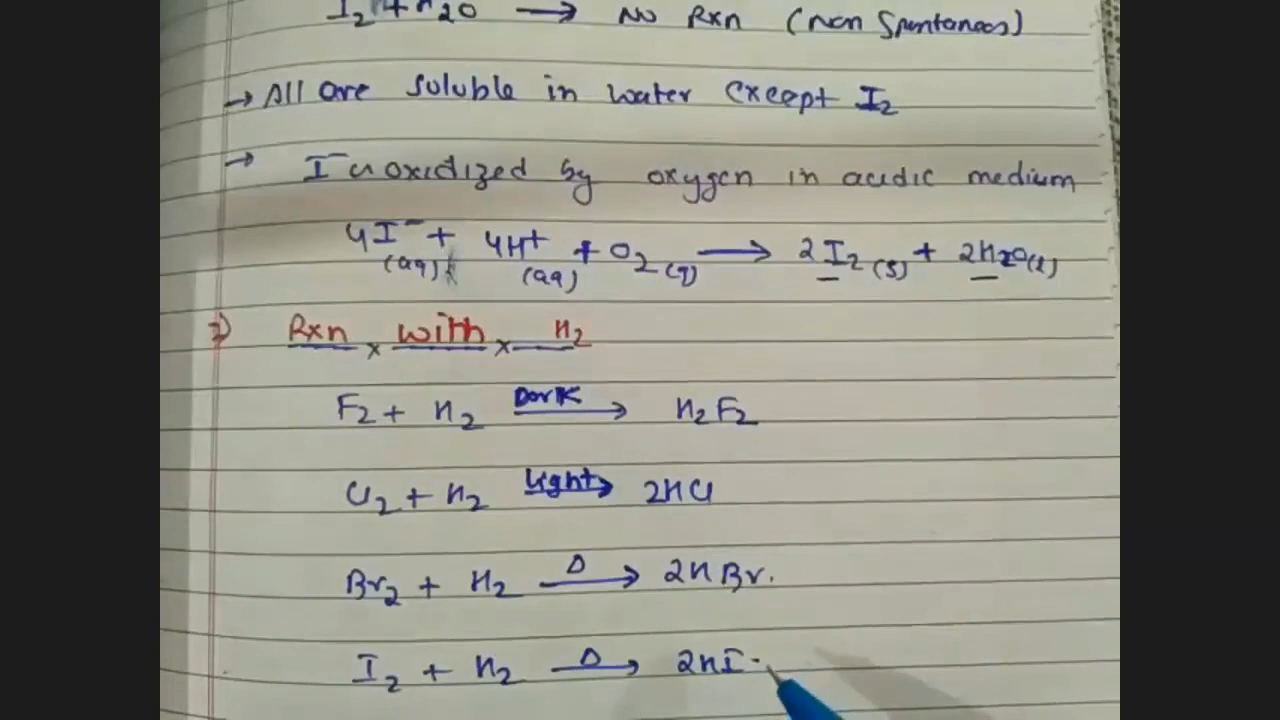 I2 + H2O → No Rxn (non Spontaneos)
→ All are soluble in water except I2
→ I⁻ is oxidized by oxygen in acidic medium
4I⁻(aq) + 4H⁺(aq) + O2(g) → 2I2(s) + 2H2O(l)
⇒ Rxn × with × H2
F2 + H2 Dark → H2F2
Cl2 + H2 Light → 2HCl
Br2 + H2 Δ → 2HBr.
I2 + H2 Δ → 2HI.